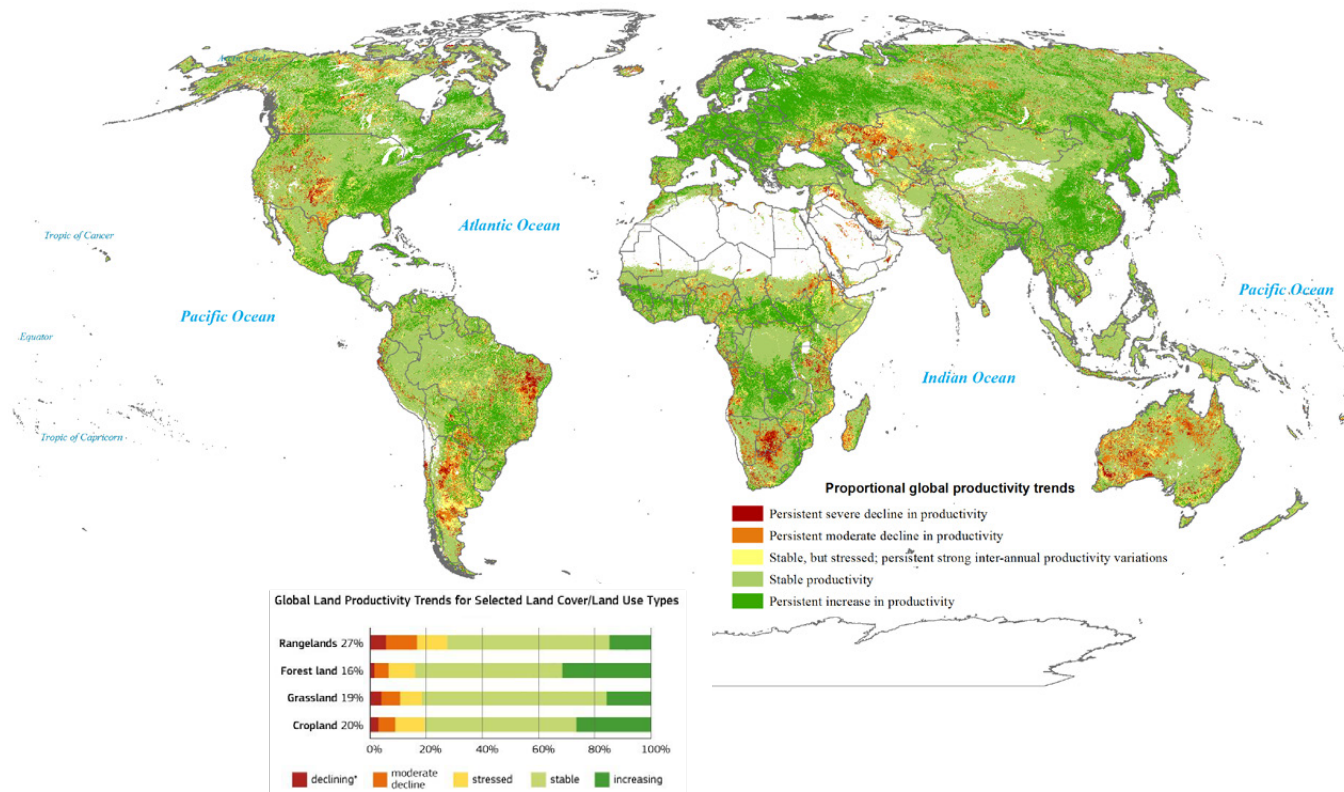 Arctic Circle
Atlantic Ocean
Tropic of Cancer
Pacific Ocean
Pacific Ocean
Equator
Indian Ocean
Tropic of Capricorn
Proportional global productivity trends
Persistent severe decline in productivity
Persistent moderate decline in productivity
Stable, but stressed; persistent strong inter-annual productivity variations
Stable productivity
Persistent increase in productivity
Global Land Productivity Trends for Selected Land Cover/Land Use Types
Rangelands 27%
Forest land 16%
Grassland 19%
Cropland 20%
0% 20% 40% 60% 80% 100%
declining* moderate decline stressed stable increasing